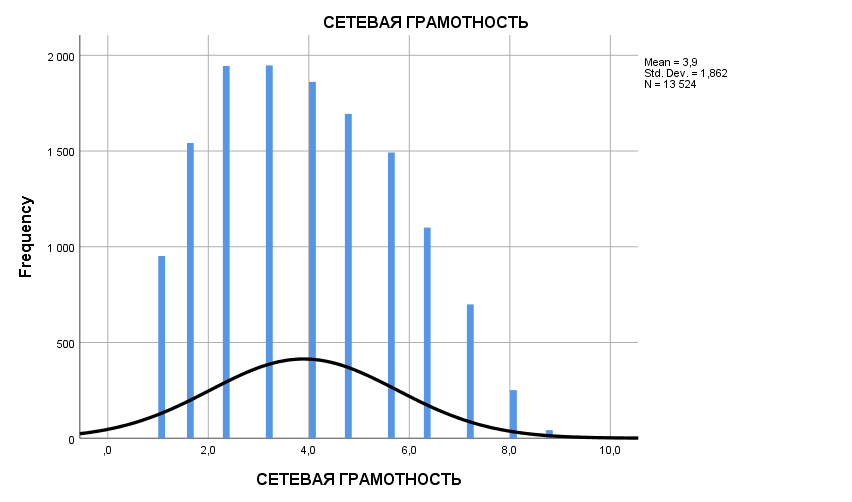 СЕТЕВАЯ ГРАМОТНОСТЬ
Mean = 3,9
Std. Dev. = 1,862
N = 13 524
Frequency
2 000
1 500
1 000
500
0
,0 2,0 4,0 6,0 8,0 10,0
СЕТЕВАЯ ГРАМОТНОСТЬ